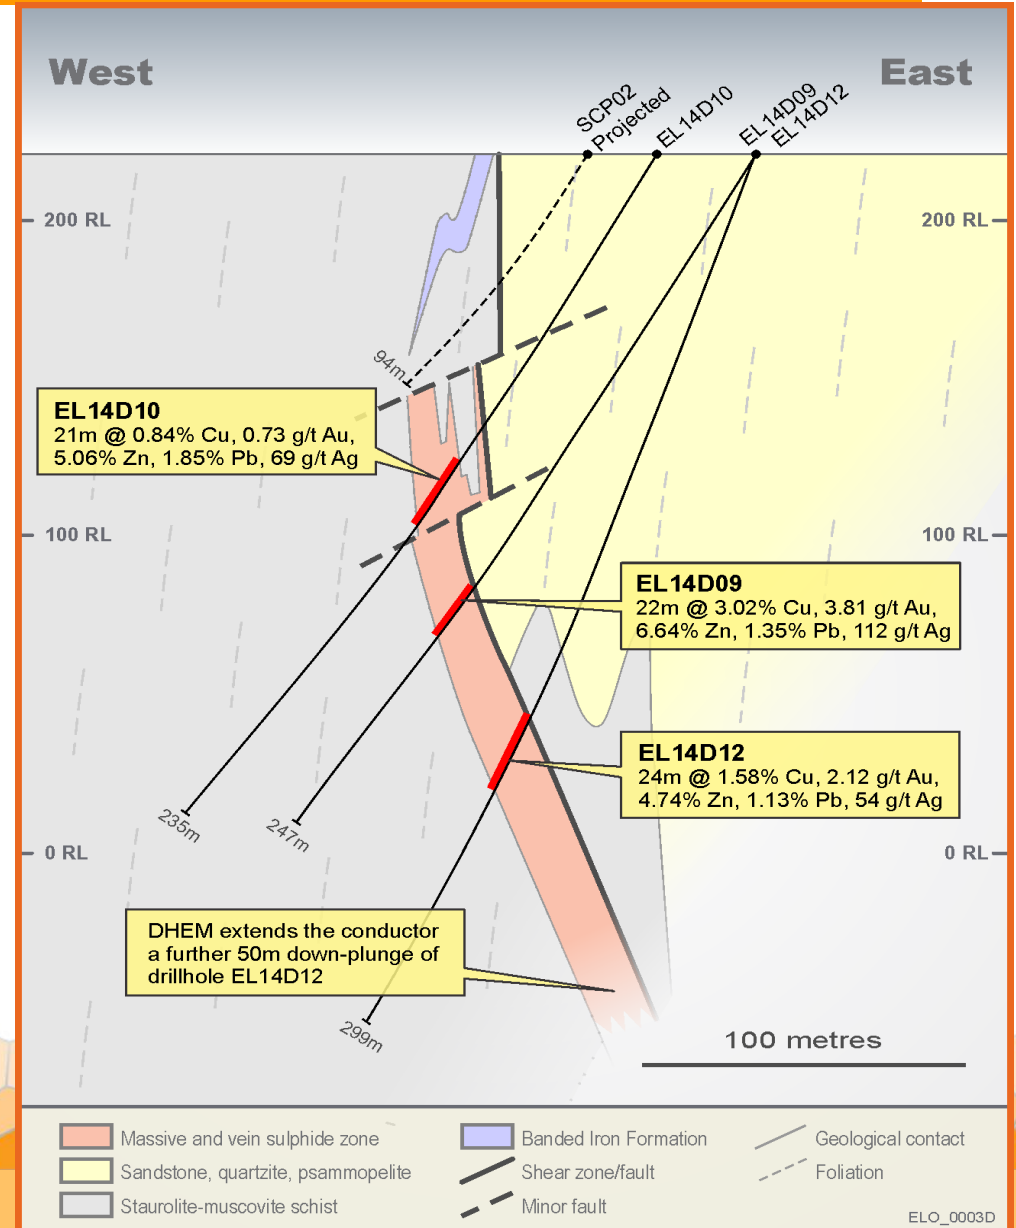 West
East
SCP02
Projected
EL14D10
EL14D09
EL14D12
200 RL
200 RL
94m
EL14D10
21m @ 0.84% Cu, 0.73 g/t Au,
5.06% Zn, 1.85% Pb, 69 g/t Ag
100 RL
100 RL
EL14D09
22m @ 3.02% Cu, 3.81 g/t Au,
6.64% Zn, 1.35% Pb, 112 g/t Ag
EL14D12
24m @ 1.58% Cu, 2.12 g/t Au,
4.74% Zn, 1.13% Pb, 54 g/t Ag
235m
247m
0 RL
0 RL
DHEM extends the conductor
a further 50m down-plunge of
drillhole EL14D12
299m
100 metres
Massive and vein sulphide zone
Banded Iron Formation
Geological contact
Sandstone, quartzite, psammopelite
Shear zone/fault
Foliation
Staurolite-muscovite schist
Minor fault
ELO_0003D